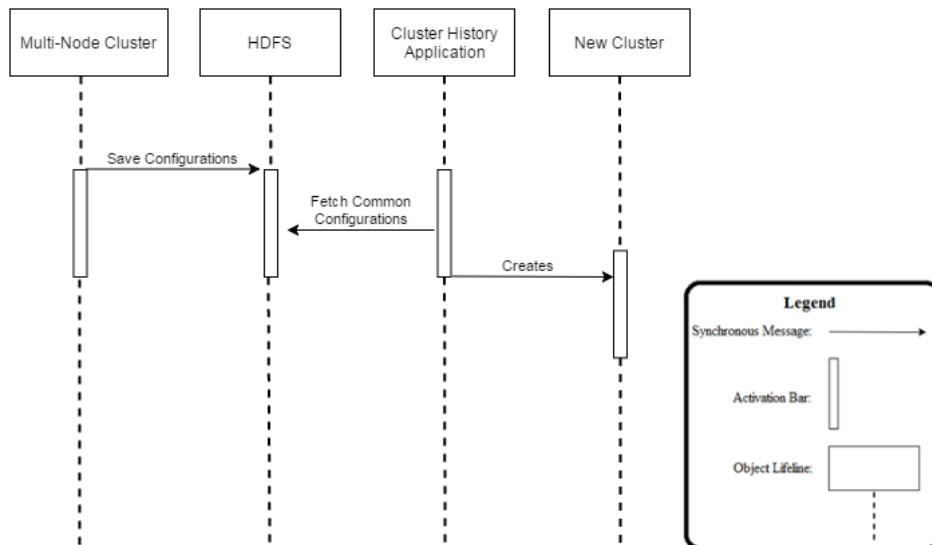 Multi-Node Cluster
HDFS
Cluster History
Application
New Cluster
Save Configurations
Fetch Common
Configurations
Creates
Legend
Synchronous Message:
Activation Bar:
Object Lifeline: